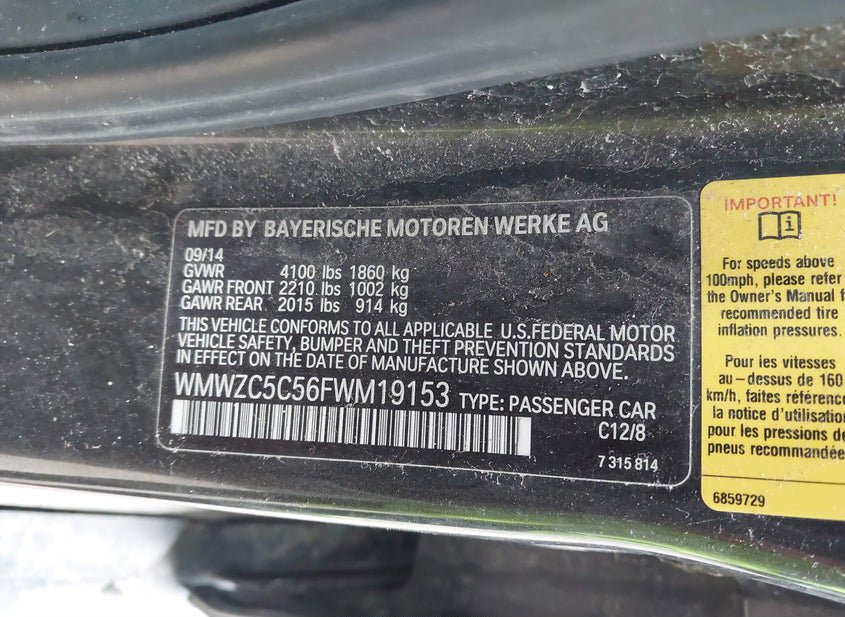 MFD BY BAYERISCHE MOTOREN WERKE AG
09/14
GVWR 4100 lbs 1860 kg
GAWR FRONT 2210 lbs 1002 kg
GAWR REAR 2015 lbs 914 kg
THIS VEHICLE CONFORMS TO ALL APPLICABLE U.S.FEDERAL MOTOR
VEHICLE SAFETY, BUMPER AND THEFT PREVENTION STANDARDS
IN EFFECT ON THE DATE OF MANUFACTURE SHOWN ABOVE.
WMWZC5C56FWM19153 TYPE: PASSENGER CAR
C12/8
7 315 814
IMPORTANT!
i
For speeds above
100mph, please refer
the Owner's Manual f
recommended tire
inflation pressures.
Pour les vitesses
au-dessus de 160
km/h, faites référence
la notice d'utilisation
pour les pressions de
pneus recommandée
6859729